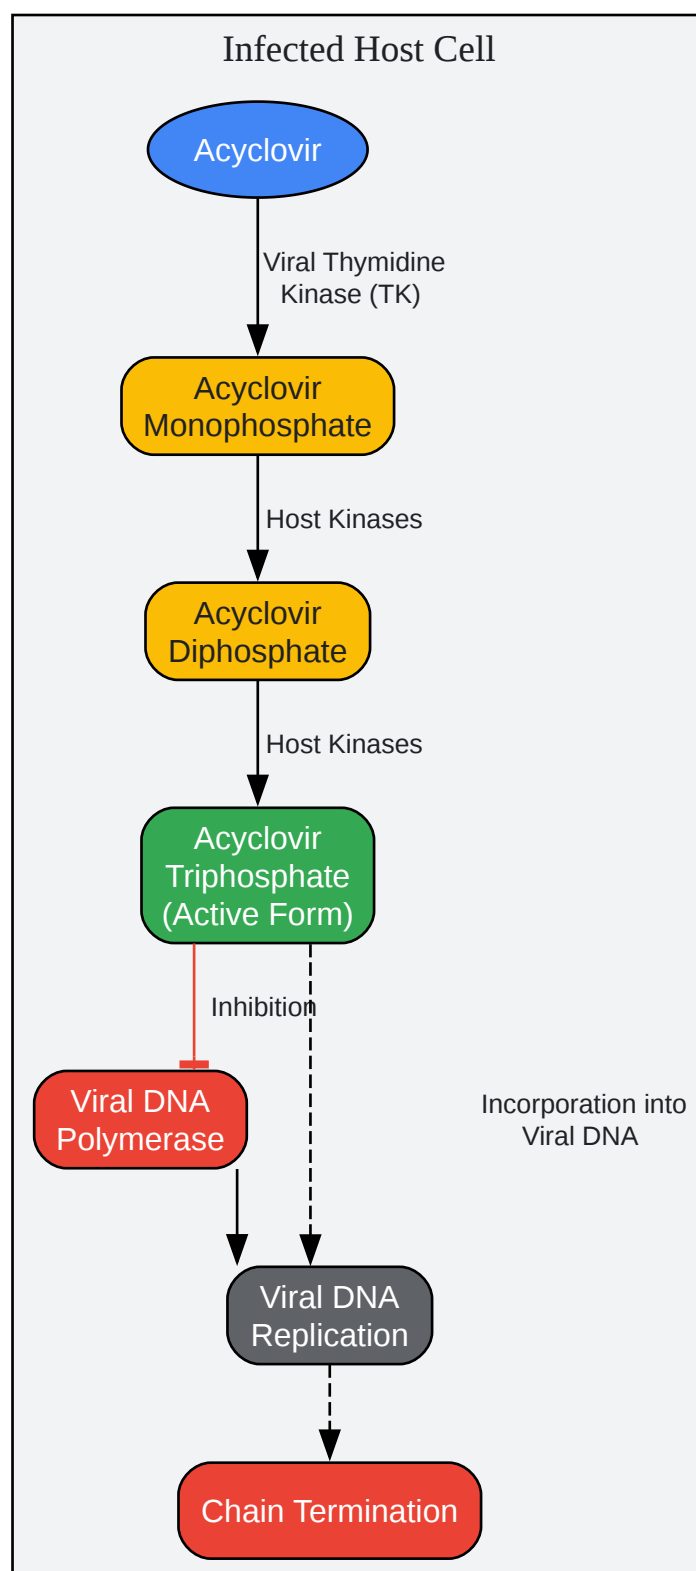 Infected Host Cell
Acyclovir
Viral Thymidine
Kinase (TK)
Acyclovir
Monophosphate
Host Kinases
Acyclovir
Diphosphate
Host Kinases
Acyclovir
Triphosphate
(Active Form)
Inhibition
Viral DNA
Polymerase
Incorporation into
Viral DNA
Viral DNA
Replication
Chain Termination